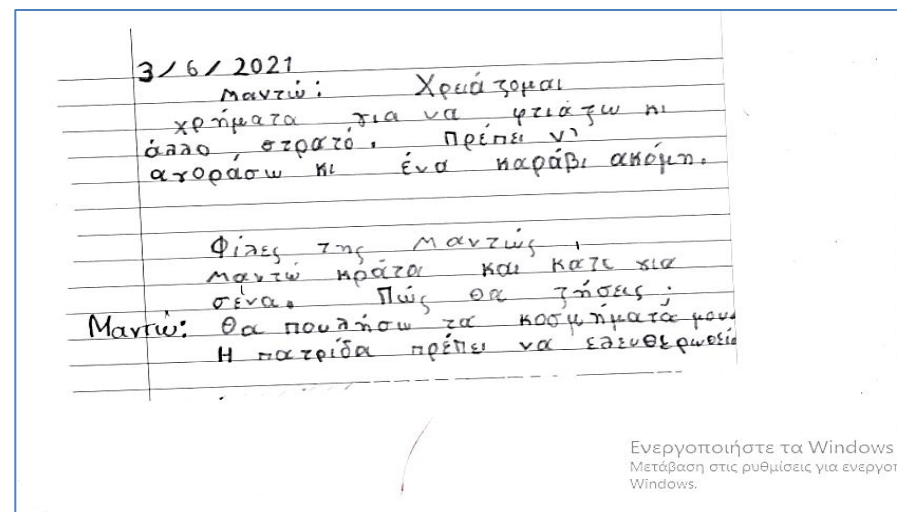 3/6/2021
Μαντώ: Χρειάζομαι
χρήματα για να φτιάξω κι
άλλο στρατό. Πρέπει ν'
αγοράσω κι ένα καράβι ακόμη.
Φίλες της Μαντώς,
Μαντώ κράτα και κάτι για
σένα. Πώς θα ζήσεις;
Μαντώ: Θα πουλήσω τα κοσμήματά μου.
Η πατρίδα πρέπει να ελευθερωθεί
Ενεργοποιήστε τα Windows
Μετάβαση στις ρυθμίσεις για ενεργοπ
Windows.